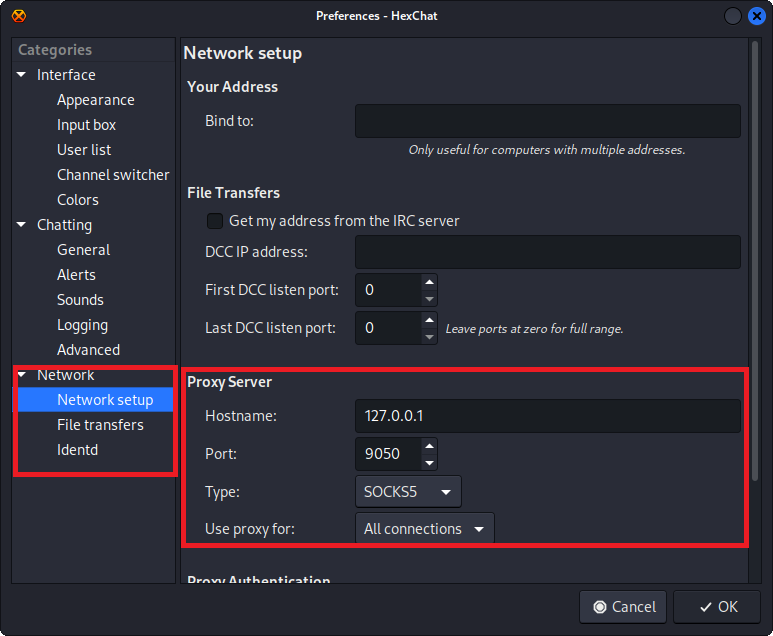 Preferences - HexChat
Categories
Interface
Appearance
Input box
User list
Channel switcher
Colors
Chatting
General
Alerts
Sounds
Logging
Advanced
Network
Network setup
File transfers
Identd
Network setup
Your Address
Bind to:
Only useful for computers with multiple addresses.
File Transfers
Get my address from the IRC server
DCC IP address:
First DCC listen port: 0
Last DCC listen port: 0 Leave ports at zero for full range.
Proxy Server
Hostname: 127.0.0.1
Port: 9050
Type: SOCKS5
Use proxy for: All connections
Proxy Authentication
Cancel OK